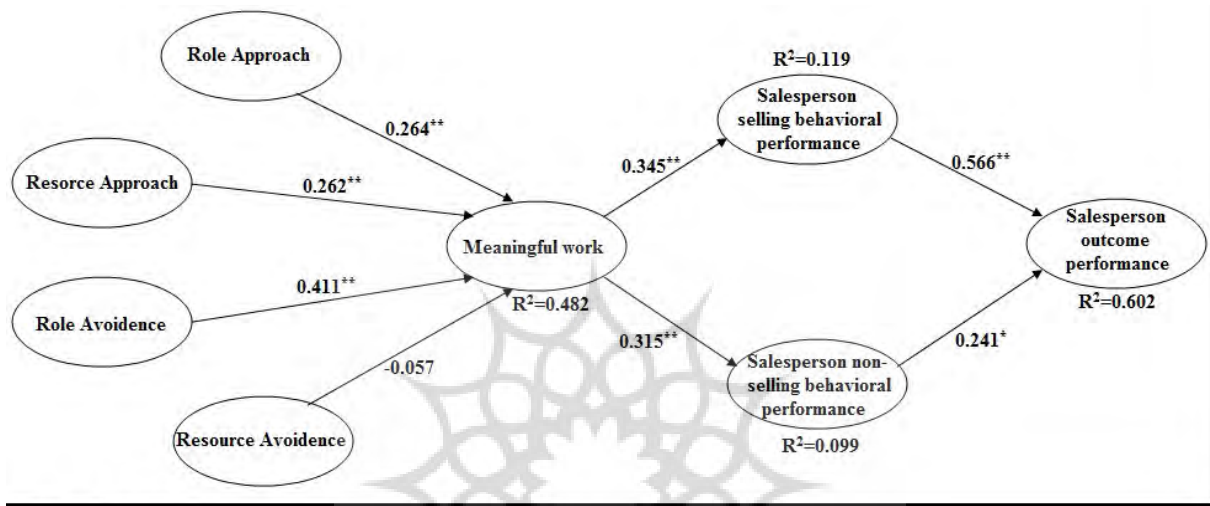 Role Approach
0.264**
Resorce Approach
0.262**
Role Avoidence
0.411**
Resource Avoidence
-0.057
Meaningful work
R²=0.482
0.345**
0.315**
R²=0.119
Salesperson
selling behavioral
performance
Salesperson non-
selling behavioral
performance
R²=0.099
0.566**
0.241*
Salesperson
outcome
performance
R²=0.602